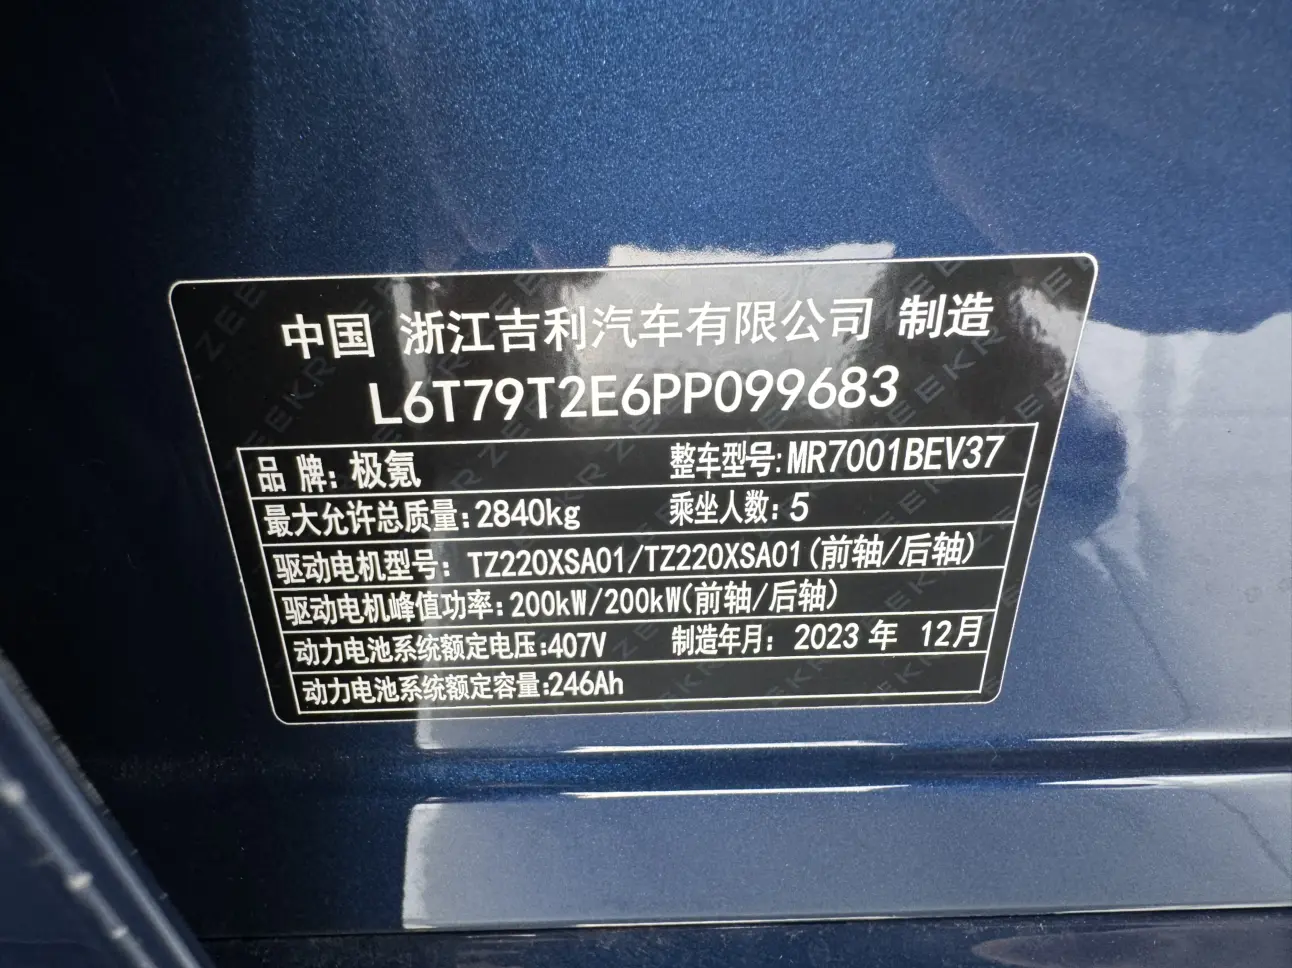 中国 浙江吉利汽车有限公司 制造
L6T79T2E6PP099683
品 牌: 极氪 整车型号: MR7001BEV37
最大允许总质量: 2840kg 乘坐人数: 5
驱动电机型号: TZ220XSA01/TZ220XSA01 (前轴/后轴)
驱动电机峰值功率: 200kW/200kW(前轴/后轴)
动力电池系统额定电压: 407V 制造年月: 2023 年 12月
动力电池系统额定容量: 246Ah